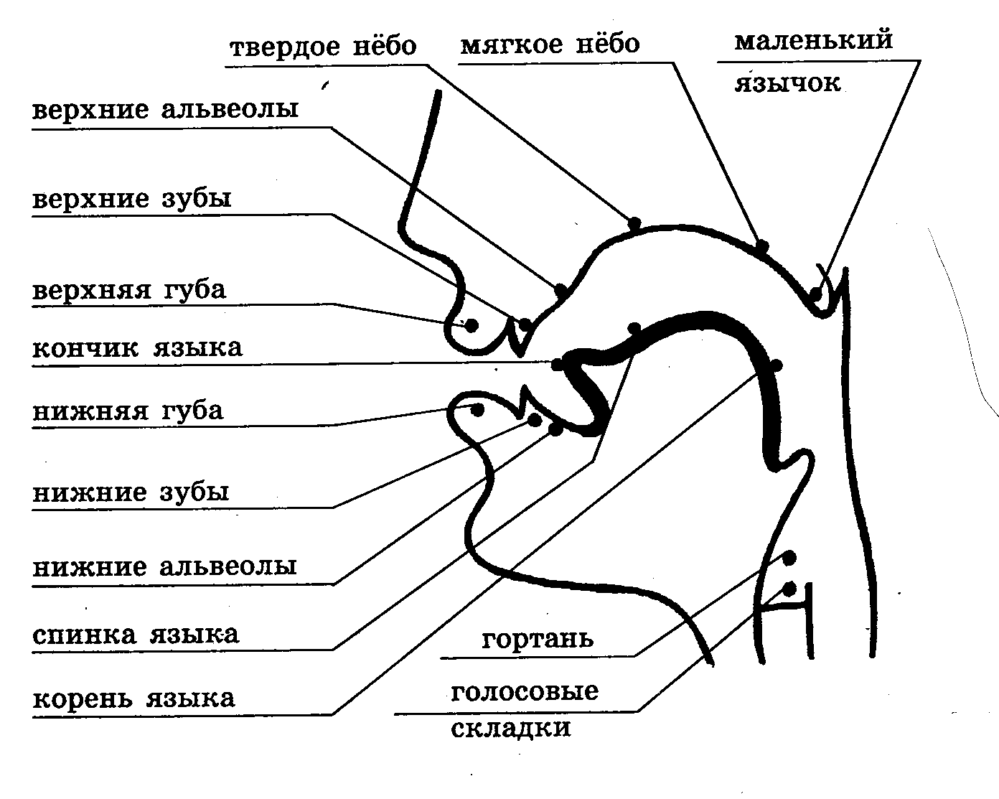 твердое нёбо
мягкое нёбо
маленький
язычок
верхние альвеолы
верхние зубы
верхняя губа
кончик языка
нижняя губа
нижние зубы
нижние альвеолы
спинка языка
корень языка
гортань
голосовые
складки